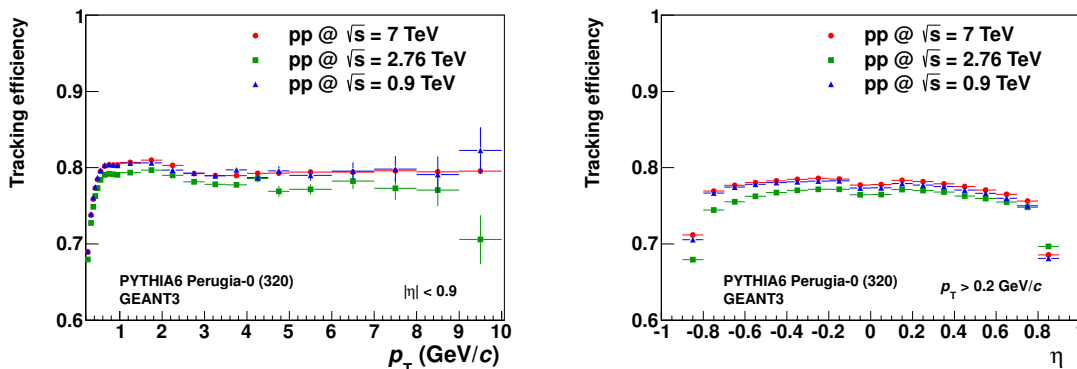 Tracking efficiency
1
0.9
0.8
0.7
0.6
pp @ √s = 7 TeV
pp @ √s = 2.76 TeV
pp @ √s = 0.9 TeV
PYTHIA6 Perugia-0 (320)
GEANT3
|η| < 0.9
1 2 3 4 5 6 7 8 9 10
p_T (GeV/c)
Tracking efficiency
1
0.9
0.8
0.7
0.6
pp @ √s = 7 TeV
pp @ √s = 2.76 TeV
pp @ √s = 0.9 TeV
PYTHIA6 Perugia-0 (320)
GEANT3
p_T > 0.2 GeV/c
-1 -0.8 -0.6 -0.4 -0.2 0 0.2 0.4 0.6 0.8 1
η